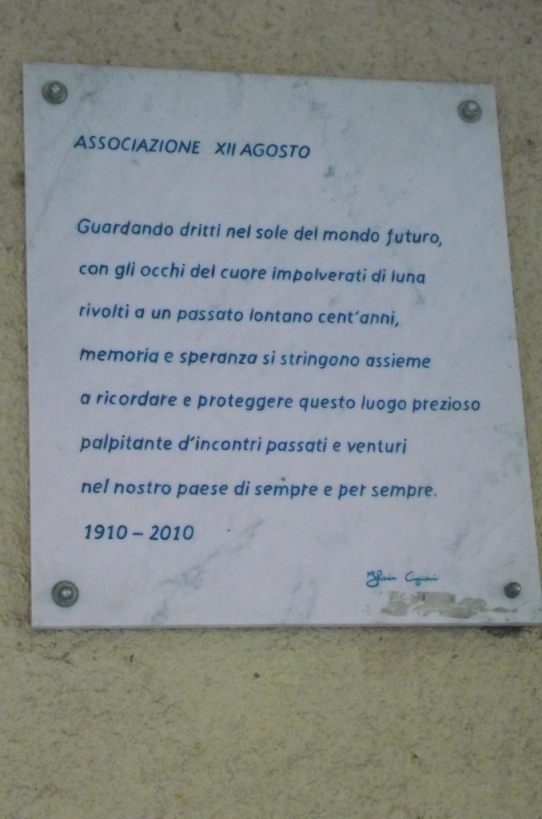 ASSOCIAZIONE XII AGOSTO
Guardando dritti nel sole del mondo futuro,
con gli occhi del cuore impolverati di luna
rivolti a un passato lontano cent'anni,
memoria e speranza si stringono assieme
a ricordare e proteggere questo luogo prezioso
palpitante d'incontri passati e venturi
nel nostro paese di sempre e per sempre.
1910 – 2010